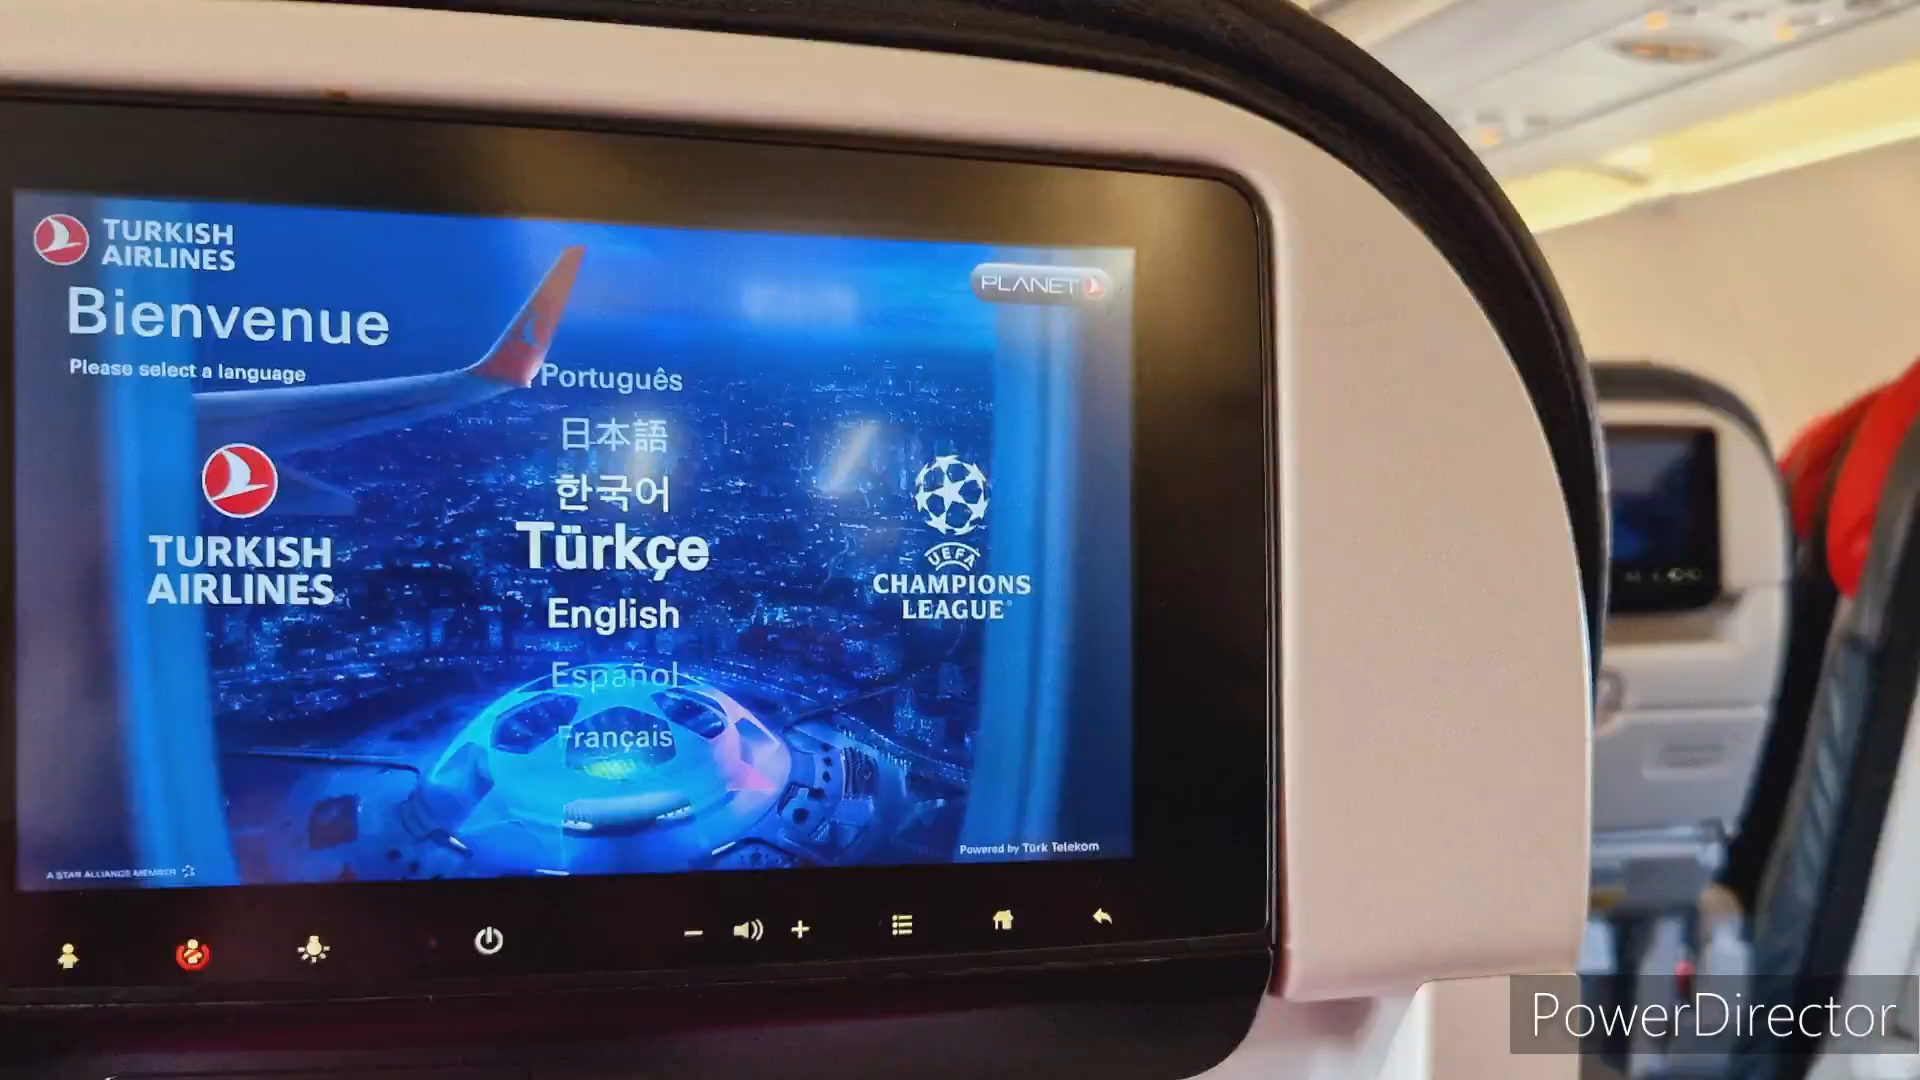 TURKISH
AIRLINES
PLANET
Bienvenue
Please select a language
Português
日本語
한국어
Türkçe
English
Español
Français
TURKISH
AIRLINES
UEFA
CHAMPIONS
LEAGUE
Powered by Türk Telekom
A STAR ALLIANCE MEMBER
PowerDirector